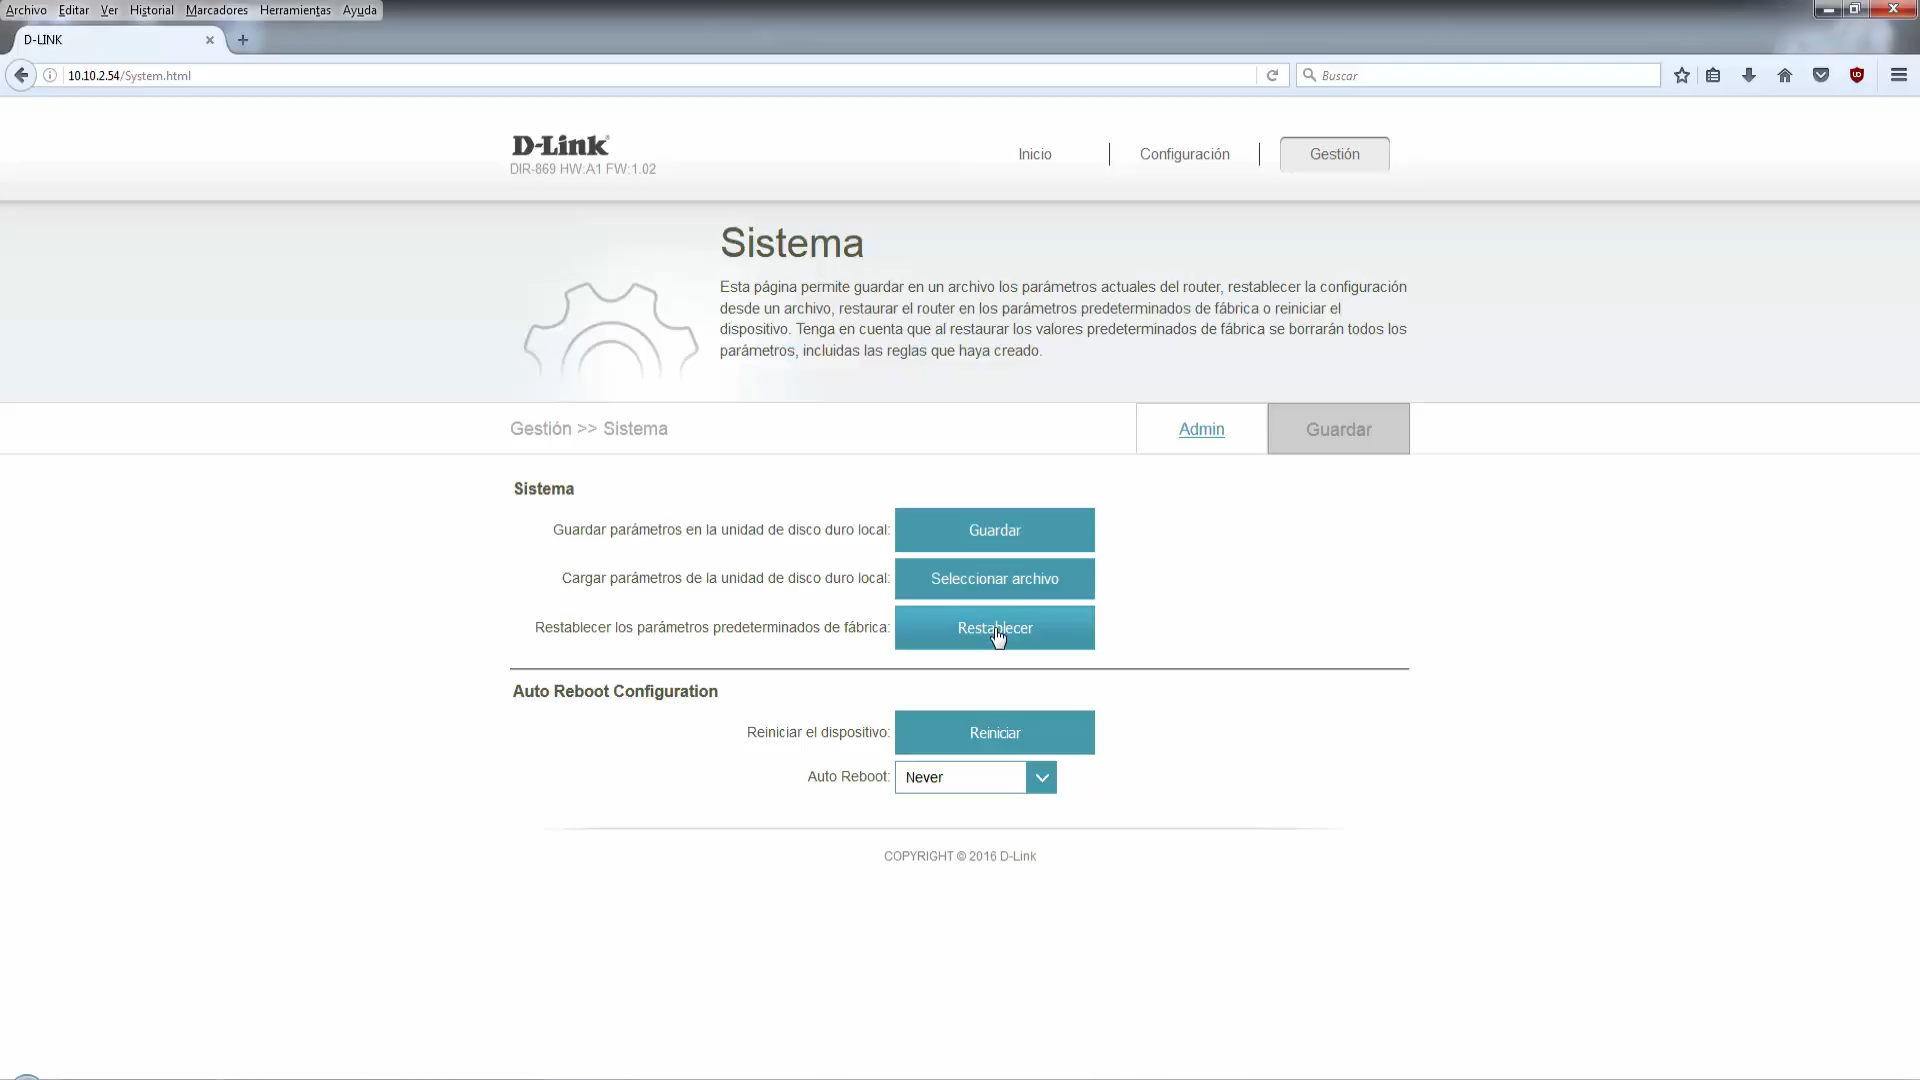 Archivo Editar Ver Historial Marcadores Herramientas Ayuda
D-LINK
10.10.2.54/System.html
Buscar
D-Link
DIR-869 HW:A1 FW:1.02
Inicio
Configuración
Gestión
Sistema
Esta página permite guardar en un archivo los parámetros actuales del router, restablecer la configuración
desde un archivo, restaurar el router en los parámetros predeterminados de fábrica o reiniciar el
dispositivo. Tenga en cuenta que al restaurar los valores predeterminados de fábrica se borrarán todos los
parámetros, incluidas las reglas que haya creado.
Gestión >> Sistema
Admin
Guardar
Sistema
Guardar parámetros en la unidad de disco duro local: Guardar
Cargar parámetros de la unidad de disco duro local: Seleccionar archivo
Restablecer los parámetros predeterminados de fábrica: Restablecer
Auto Reboot Configuration
Reiniciar el dispositivo: Reiniciar
Auto Reboot: Never
COPYRIGHT © 2016 D-Link